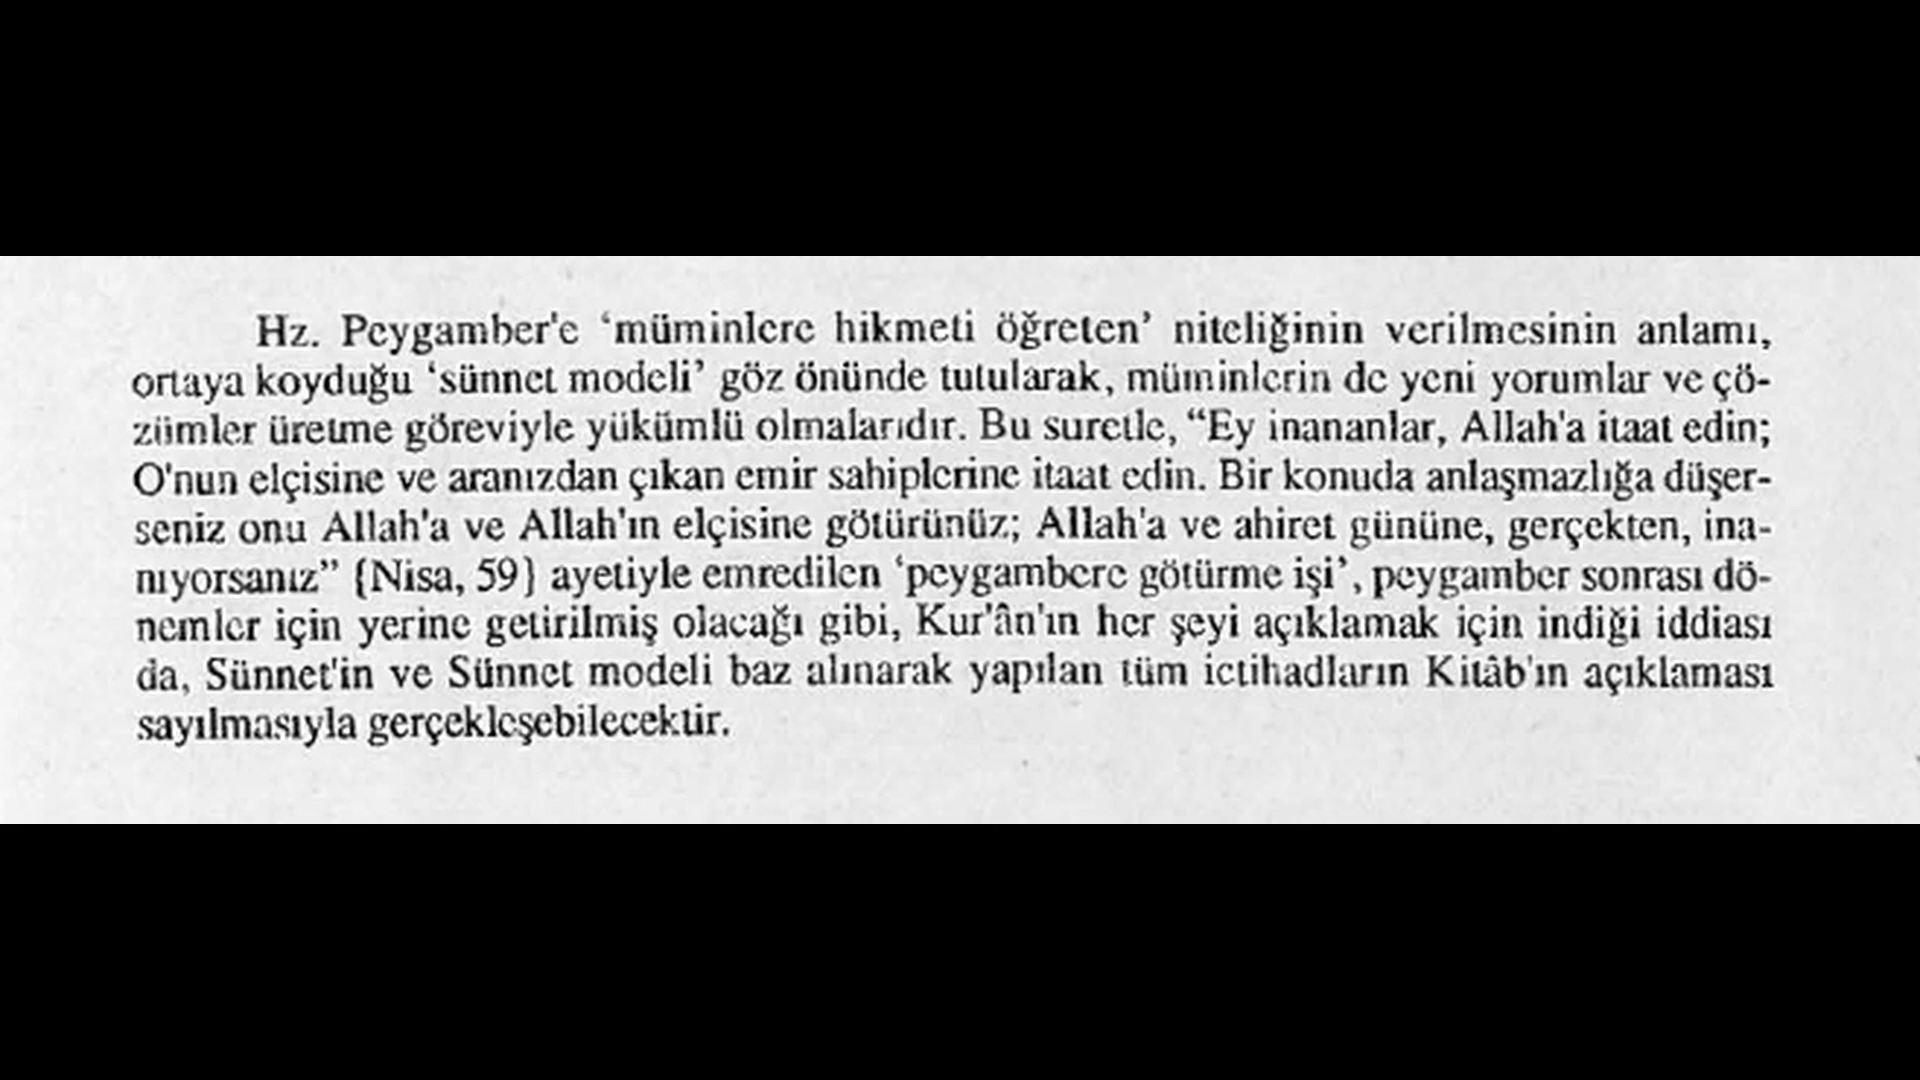 Hz. Peygamber'e ‘müminlere hikmeti öğreten’ niteliğinin verilmesinin anlamı,
ortaya koyduğu ‘sünnet modeli’ göz önünde tutularak, müminlerin de yeni yorumlar ve çö-
zümler üretme göreviyle yükümlü olmalarıdır. Bu suretle, “Ey inananlar, Allah'a itaat edin;
O'nun elçisine ve aranızdan çıkan emir sahiplerine itaat edin. Bir konuda anlaşmazlığa düşer-
seniz onu Allah'a ve Allah'ın elçisine götürünüz; Allah'a ve ahiret gününe, gerçekten, ina-
nıyorsanız” {Nisa, 59} ayetiyle emredilen ‘peygambere götürme işi’, peygamber sonrası dö-
nemler için yerine getirilmiş olacağı gibi, Kur'ân'ın her şeyi açıklamak için indiği iddiası
da, Sünnet'in ve Sünnet modeli baz alınarak yapılan tüm ictihadların Kitâb'ın açıklaması
sayılmasıyla gerçekleşebilecektir.